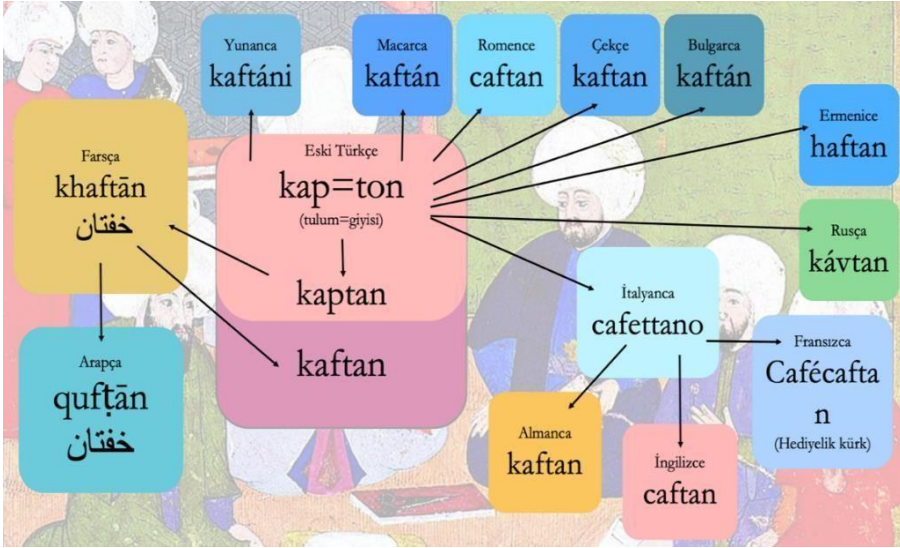 Yunanca
kaftáni
Macarca
kaftán
Romence
caftan
Çekçe
kaftan
Bulgarca
kaftán
Ermenice
haftan
Farsça
khaftān
خفتان
Eski Türkçe
kap=ton
(tulum=giyisi)
kaptan
kaftan
Rusça
kávtan
İtalyanca
cafettano
Arapça
qufṭān
خفتان
Fransızca
Cafécafta
n
(Hediyelik kürk)
Almanca
kaftan
İngilizce
caftan